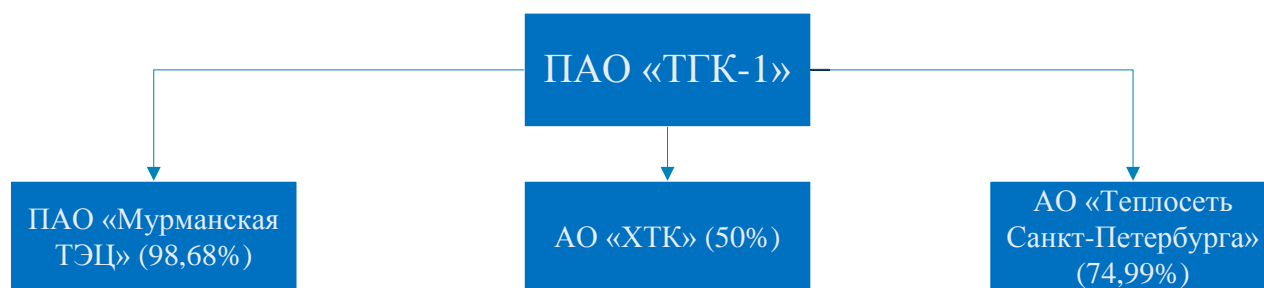 ПАО «ТГК-1»
ПАО «Мурманская
ТЭЦ» (98,68%)
АО «ХТК» (50%)
АО «Теплосеть
Санкт-Петербурга»
(74,99%)